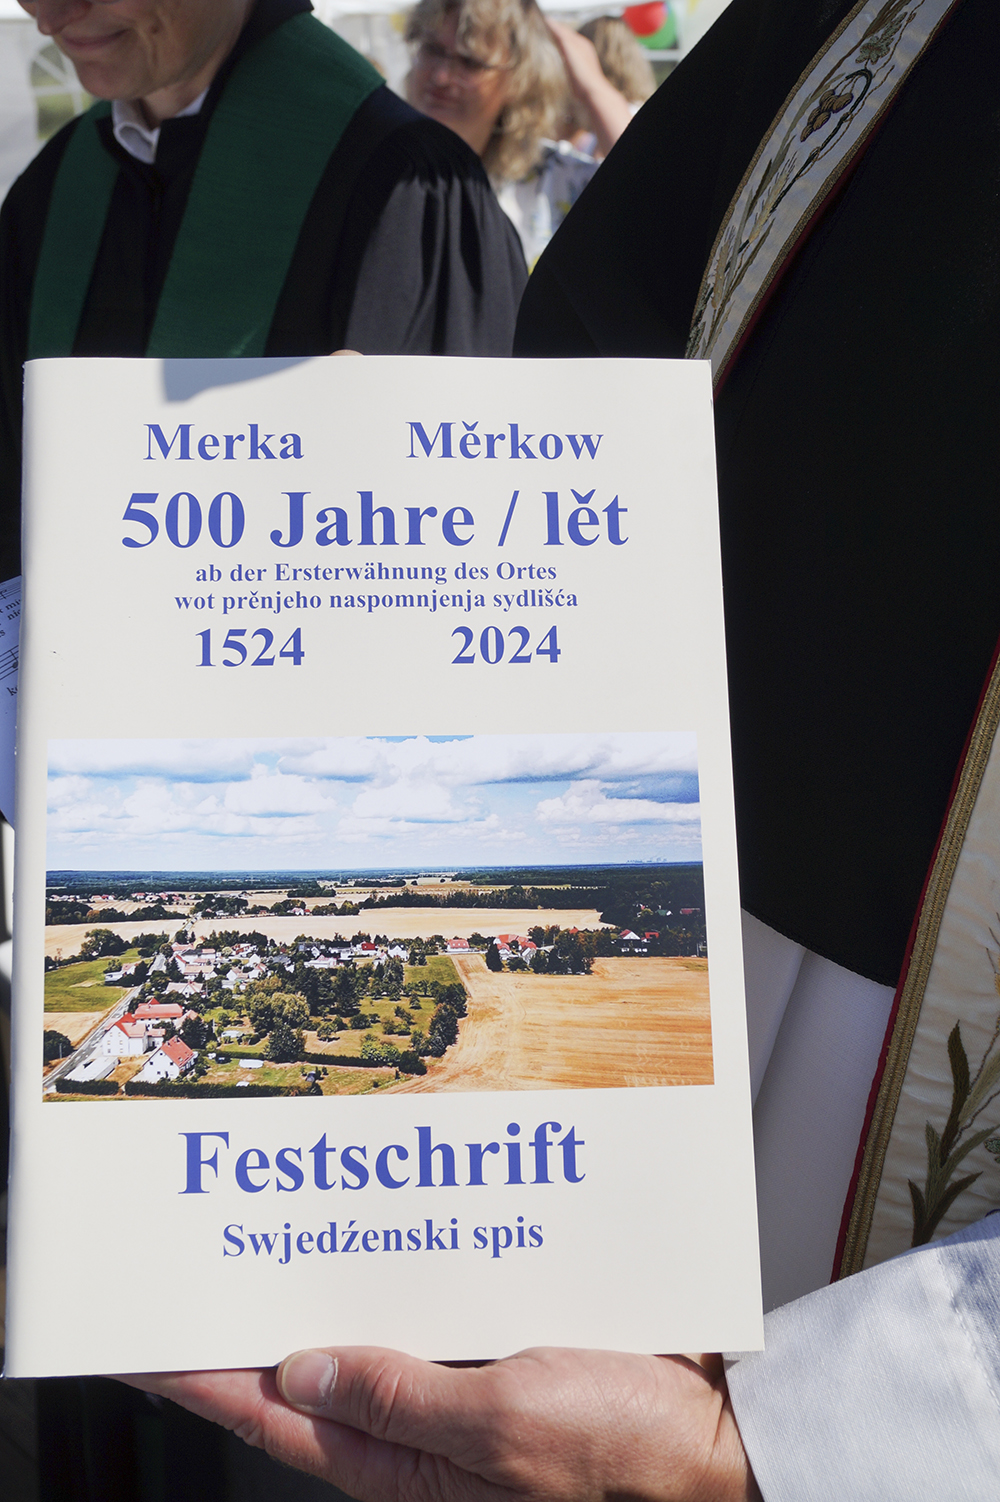 Merka Měrkow
500 Jahre / lět
ab der Ersterwähnung des Ortes
wot prěnjeho naspomnjenja sydlišća
1524 2024
Festschrift
Swjedźenski spis